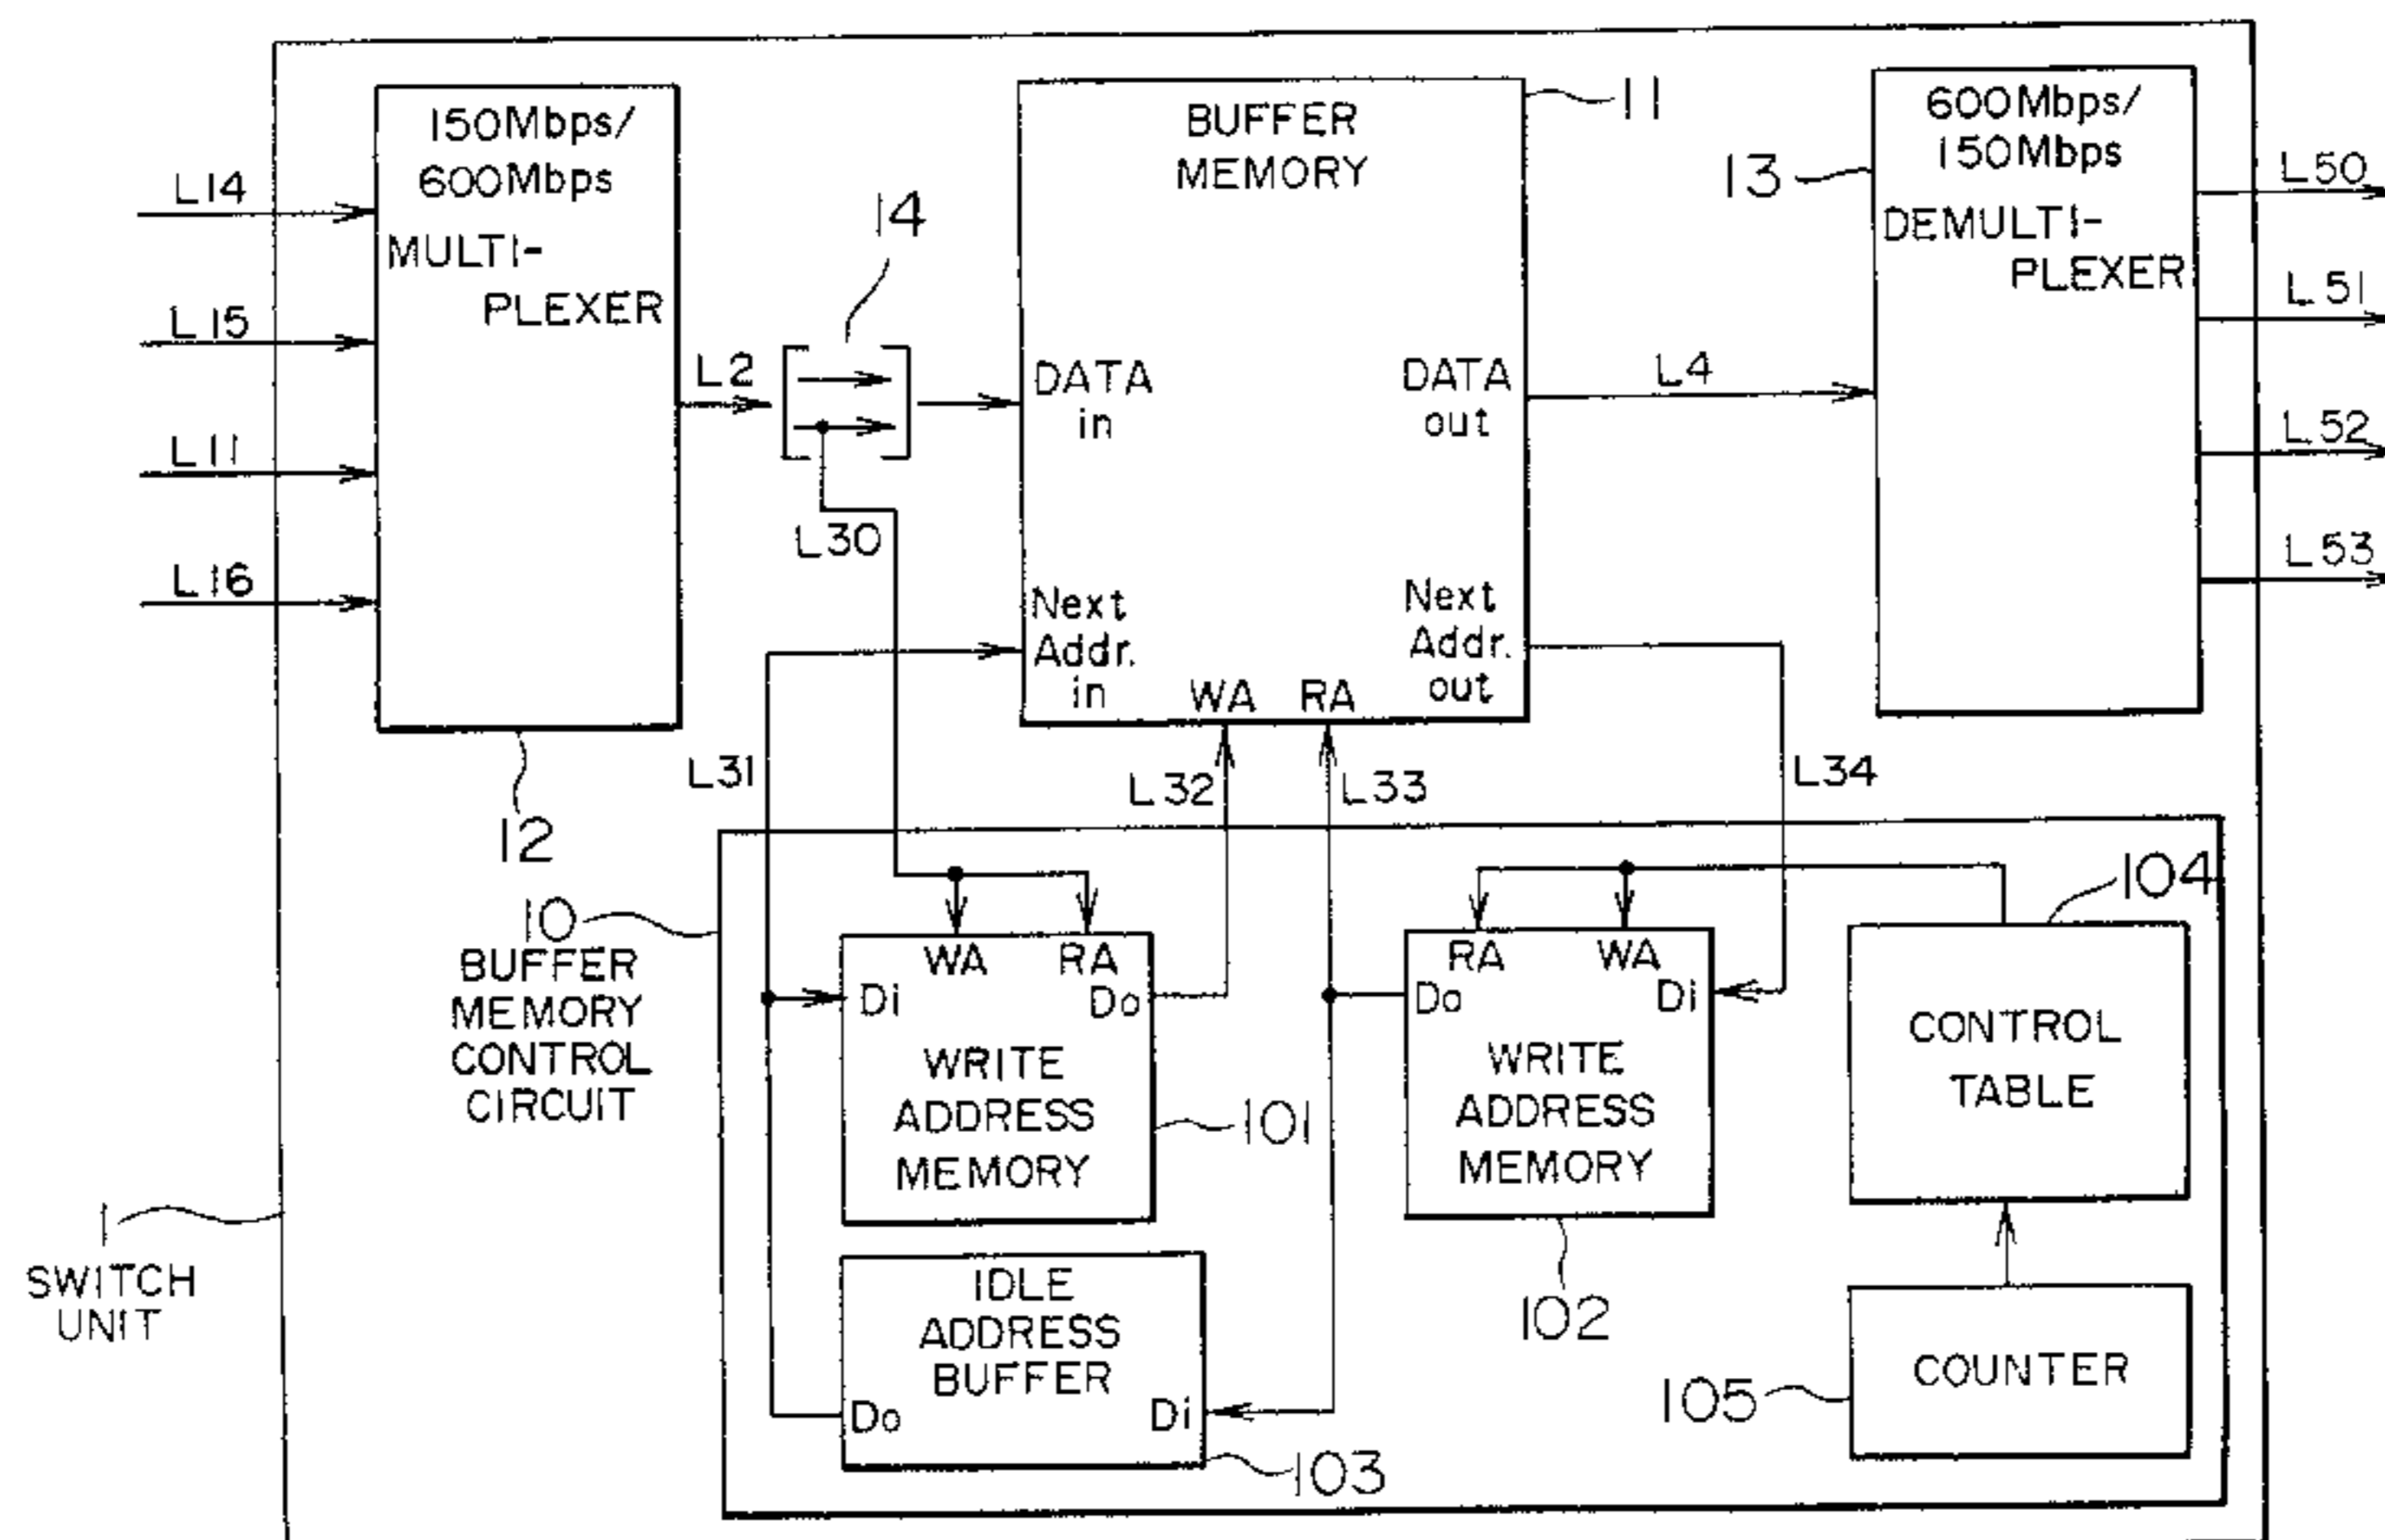 150Mbps/
600Mbps
MULTI-
PLEXER
L14
L15
L11
L16
12
L2
14
L30
BUFFER
MEMORY
11
DATA
in
DATA
out
Next
Addr.
in
WA
RA
Next
Addr.
out
L4
600Mbps/
150Mbps
DEMULTI-
PLEXER
13
L50
L51
L52
L53
L31
L32
L33
L34
10
BUFFER
MEMORY
CONTROL
CIRCUIT
WA
RA
Di
Do
WRITE
ADDRESS
MEMORY
101
RA
WA
Do
Di
WRITE
ADDRESS
MEMORY
102
104
CONTROL
TABLE
1
SWITCH
UNIT
IDLE
ADDRESS
BUFFER
Do
Di
103
COUNTER
105